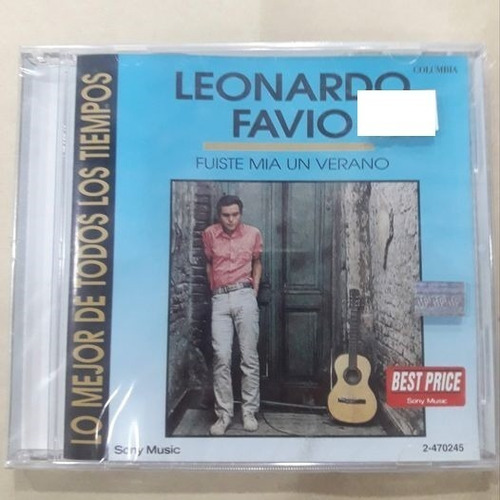 COLUMBIA
LEONARDO
FAVIO
FUISTE MIA UN VERANO
LO MEJOR DE TODOS LOS TIEMPOS
BEST PRICE
Sony Music
Sony Music
2-470245